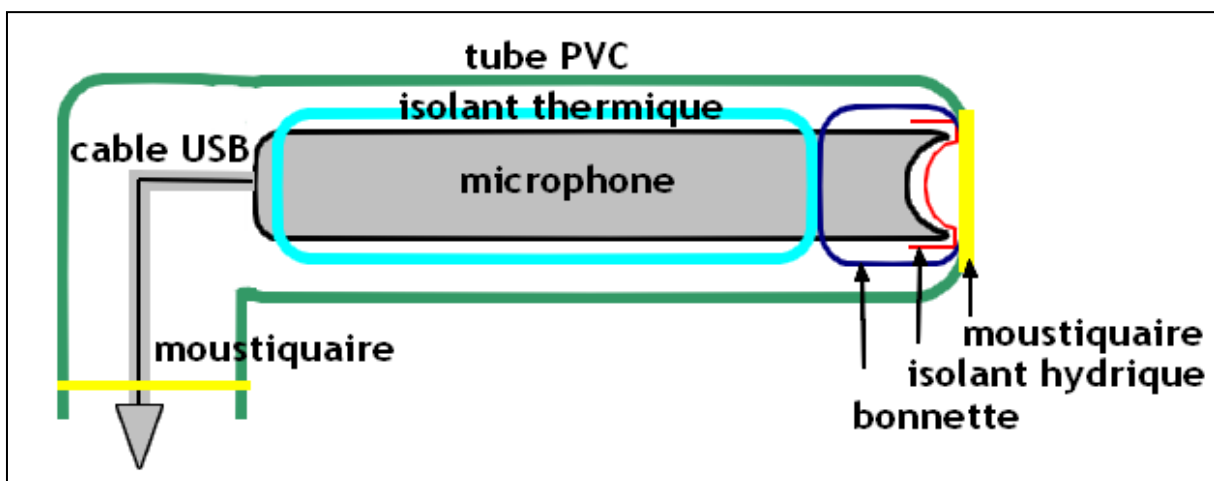 tube PVC
isolant thermique
cable USB
microphone
moustiquaire
moustiquaire
isolant hydrique
bonnette